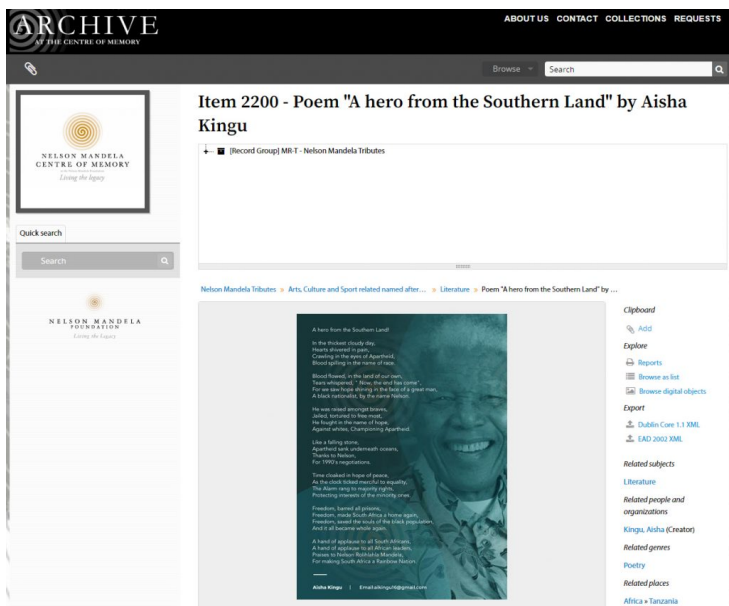 ARCHIVE
AT THE CENTRE OF MEMORY
ABOUT US CONTACT COLLECTIONS REQUESTS
Browse
Search
NELSON MANDELA
CENTRE OF MEMORY
Living the legacy
Quick search
Search
NELSON MANDELA
FOUNDATION
Living the legacy
Item 2200 - Poem "A hero from the Southern Land" by Aisha
Kingu
[Record Group] MR-T - Nelson Mandela Tributes
Nelson Mandela Tributes » Arts, Culture and Sport related named after... » Literature » Poem "A hero from the Southern Land" by ...
A hero from the Southern Land!
In the thickest cloudy day,
Hearts shivered in pain,
Crawling in the eyes of Apartheid,
Blood spilling in the name of race.
Blood flowed, in the land of our own,
Tears whispered, " Now, the end has come",
For we saw hope shining in the face of a great man,
A black nationalist, by the name Nelson.
He was raised amongst braves,
Jailed, tortured to free most,
He fought in the name of hope,
Against whites, Championing Apartheid.
Like a falling stone,
Apartheid sank underneath oceans,
Thanks to Nelson,
For 1990's negotiations.
Time cloaked in hope of peace,
As the clock ticked merciful to equality,
The Alarm rang to majority rights,
Protecting interests of the minority ones.
Freedom, barred all prisons,
Freedom, made South Africa a home again,
Freedom, saved the souls of the black population,
And it all became whole again.
A hand of applause to all South Africans,
A hand of applause to all African leaders,
Praises to Nelson Rolihlahla Mandela,
For making South Africa a Rainbow Nation.
Aisha Kingu |
Clipboard
Add
Explore
Reports
Browse as list
Browse digital objects
Export
Dublin Core 1.1 XML
EAD 2002 XML
Related subjects
Literature
Related people and
organizations
Kingu, Aisha (Creator)
Related genres
Poetry
Related places
Africa » Tanzania